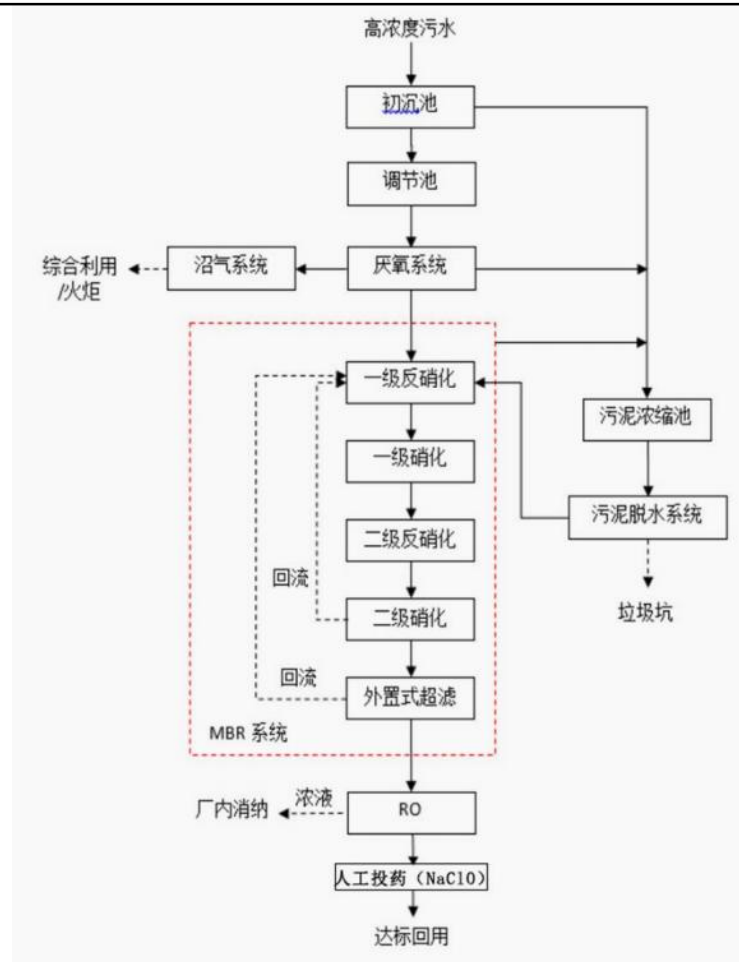 高浓度污水
初沉池
调节池
综合利用
/火炬
沼气系统
厌氧系统
一级反硝化
污泥浓缩池
一级硝化
污泥脱水系统
二级反硝化
回流
二级硝化
垃圾坑
回流
外置式超滤
MBR 系统
厂内消纳
浓液
RO
人工投药（NaClO）
达标回用